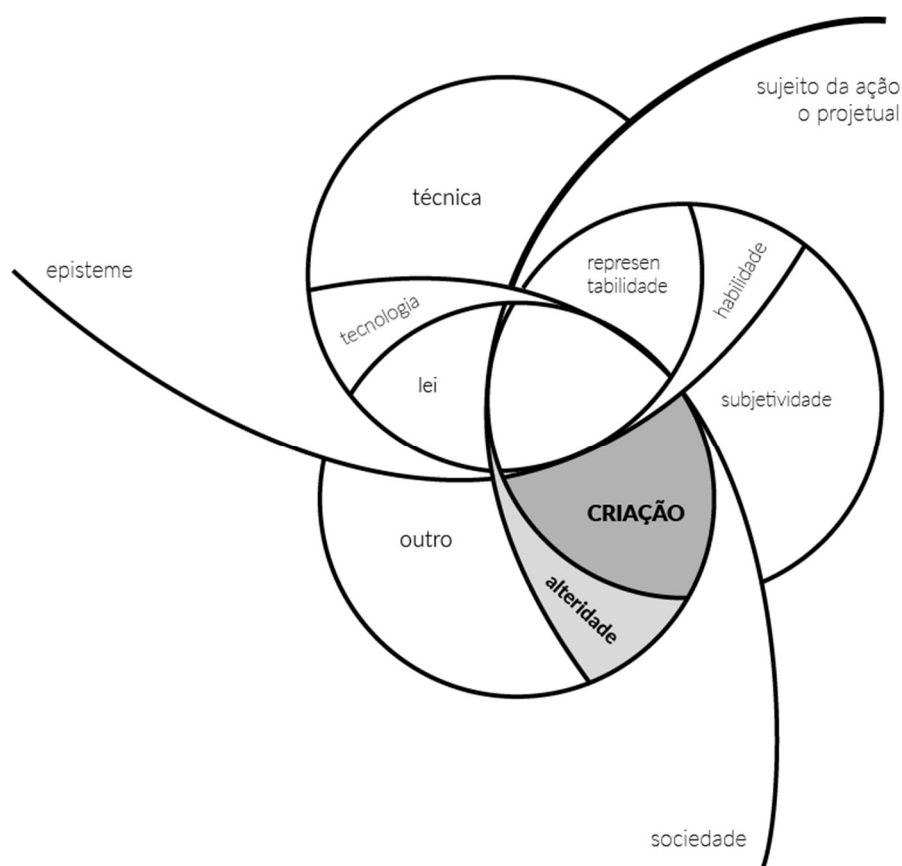 sujeito da ação
o projetual
técnica
episteme
represen
tabilidade
habilidade
tecnologia
lei
subjetividade
CRIAÇÃO
outro
alteridade
sociedade